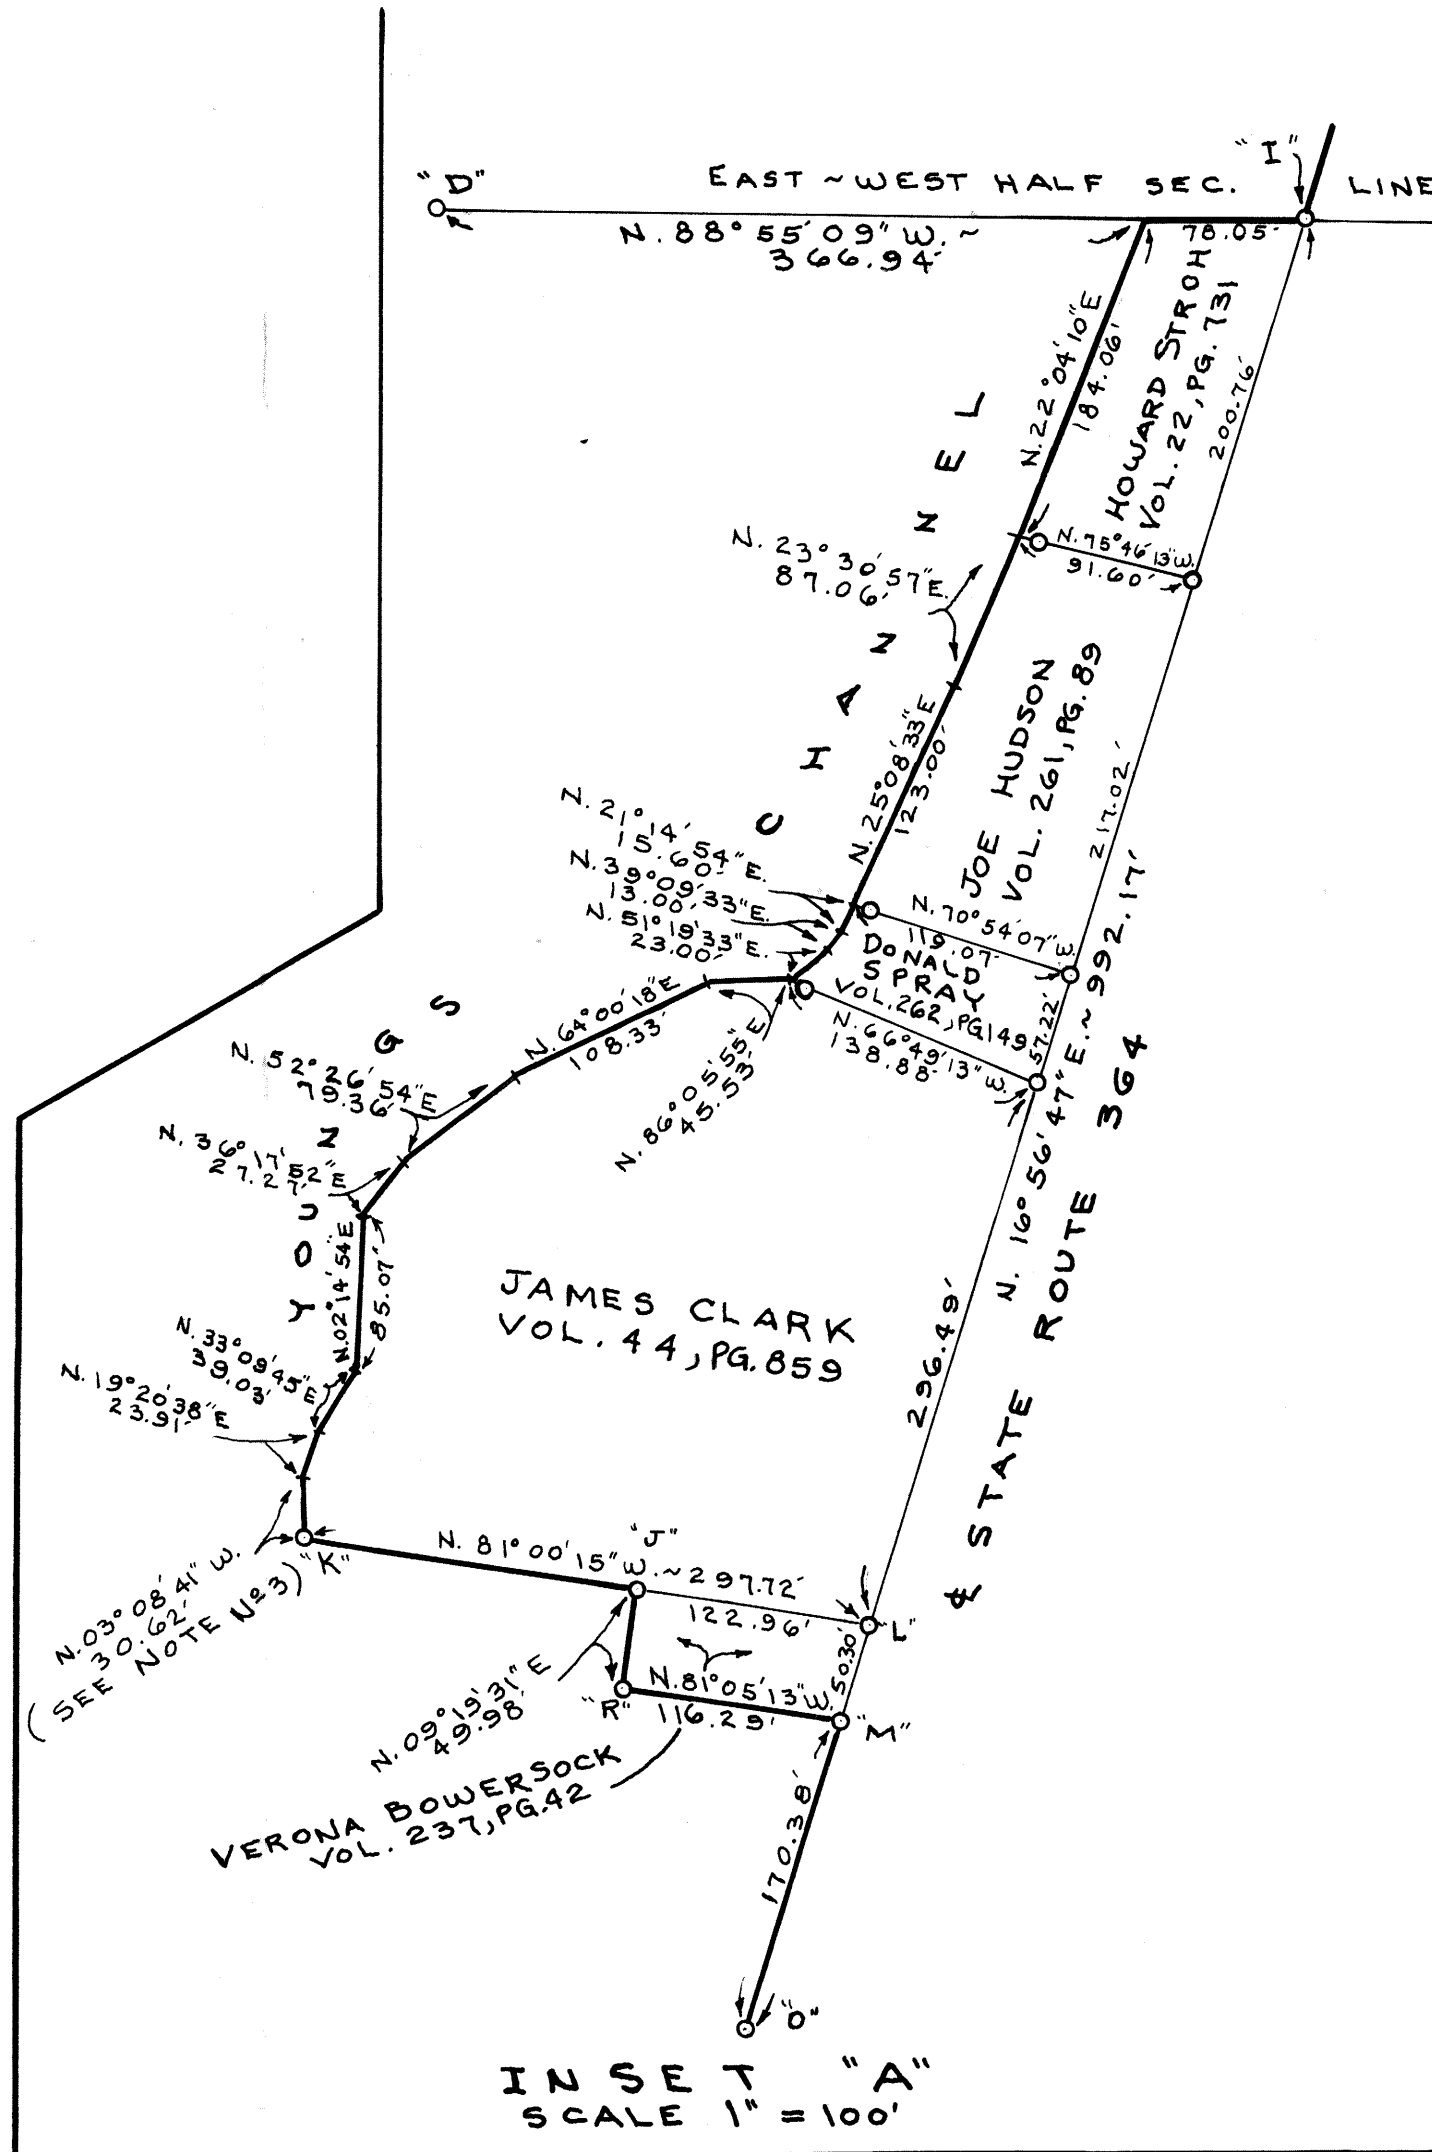 "I"
"D"
EAST ~ WEST HALF SEC. LINE
N. 88° 55' 09" W. ~
366.94'
78.05'
N. 22° 04' 10" E
184.06'
HOWARD STROH
VOL. 22, PG. 731
200.76'
N. 75° 46' 13" W.
91.60'
N. 23° 30' 57" E.
87.06'
YOUNGS CHANNEL
JOE HUDSON
VOL. 261, PG. 89
217.02'
N. 25° 08' 33" E
123.00'
N. 21° 14' 54" E.
15.60'
N. 39° 09' 33" E.
13.00'
N. 51° 19' 33" E.
23.00'
N. 70° 54' 07" W.
119.07'
DONALD
SPRAY
VOL. 262, PG 149
57.22'
N. 66° 49' 13" W.
138.88'
N. 86° 05' 55" E
45.53'
N. 64° 00' 18" E
108.33'
N. 52° 26' 54" E
79.36'
N. 36° 17' 52" E
27.27'
N. 02° 14' 54" E
85.07'
N. 33° 09' 45" E
39.03'
N. 19° 20' 38" E
23.91'
JAMES CLARK
VOL. 44, PG. 859
296.49'
N. 16° 56' 47" E. ~ 992.17'
℄ STATE ROUTE 364
N. 03° 08' 41" W.
30.62'
(SEE NOTE Nº 3)
"K"
N. 81° 00' 15" W. ~ 297.72'
"J"
122.96'
"L"
50.30'
N. 09° 19' 31" E
49.98'
"R"
N. 81° 05' 13" W.
116.29'
"M"
VERONA BOWERSOCK
VOL. 237, PG. 42
170.38'
"O"
INSET "A"
SCALE 1" = 100'